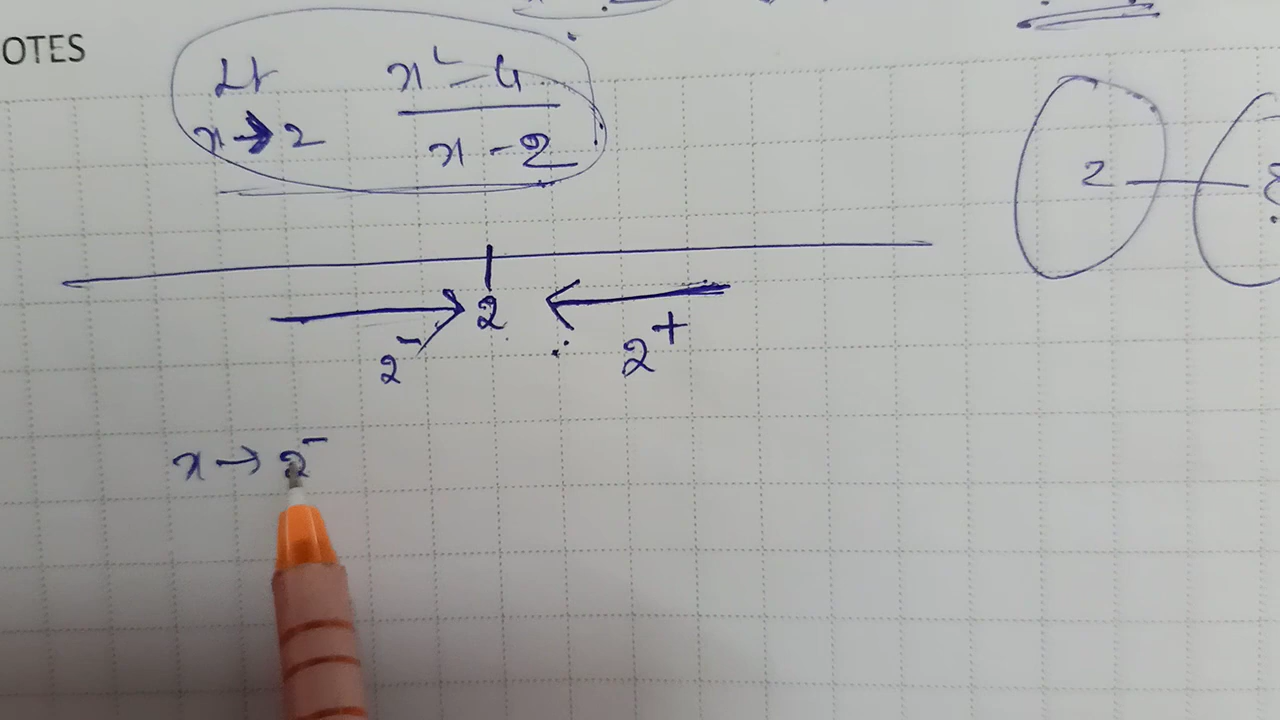 OTES
Lt x² - 4
x → 2 x - 2
2
2
2⁻ 2⁺
x → 2⁻